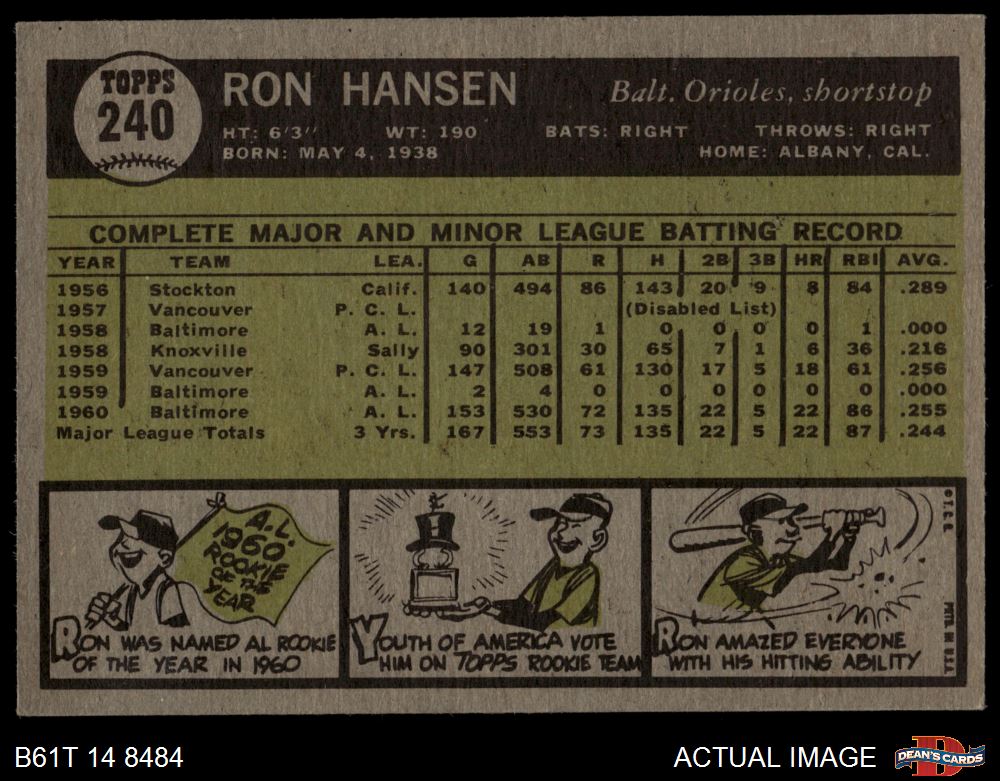 TOPPS
240
RON HANSEN
Balt. Orioles, shortstop
HT: 6'3" WT: 190 BATS: RIGHT THROWS: RIGHT
BORN: MAY 4, 1938 HOME: ALBANY, CAL.
COMPLETE MAJOR AND MINOR LEAGUE BATTING RECORD
YEAR TEAM LEA. G AB R H 2B 3B HR RBI AVG.
1956 Stockton Calif. 140 494 86 143 20 9 8 84 .289
1957 Vancouver P. C. L. (Disabled List)
1958 Baltimore A. L. 12 19 1 0 0 0 0 1 .000
1958 Knoxville Sally 90 301 30 65 7 1 6 36 .216
1959 Vancouver P. C. L. 147 508 61 130 17 5 18 61 .256
1959 Baltimore A. L. 2 4 0 0 0 0 0 0 .000
1960 Baltimore A. L. 153 530 72 135 22 5 22 86 .255
Major League Totals 3 Yrs. 167 553 73 135 22 5 22 87 .244
A.L.
1960
ROOKIE
OF THE
YEAR
RON WAS NAMED AL ROOKIE
OF THE YEAR IN 1960
YOUTH OF AMERICA VOTE
HIM ON TOPPS ROOKIE TEAM
RON AMAZED EVERYONE
WITH HIS HITTING ABILITY
© T.C.G.
PTD. IN U.S.A.
B61T 14 8484
ACTUAL IMAGE
D
DEAN'S CARDS